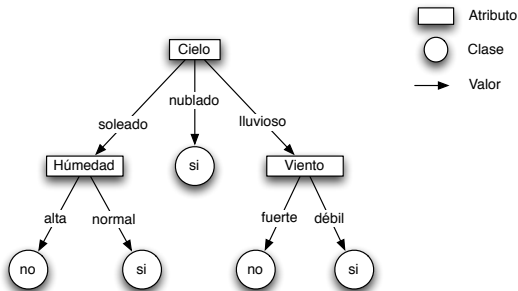 Atributo
Cielo
Clase
nublado
Valor
soleado
lluvioso
Húmedad
si
Viento
alta
normal
fuerte
débil
no
si
no
si